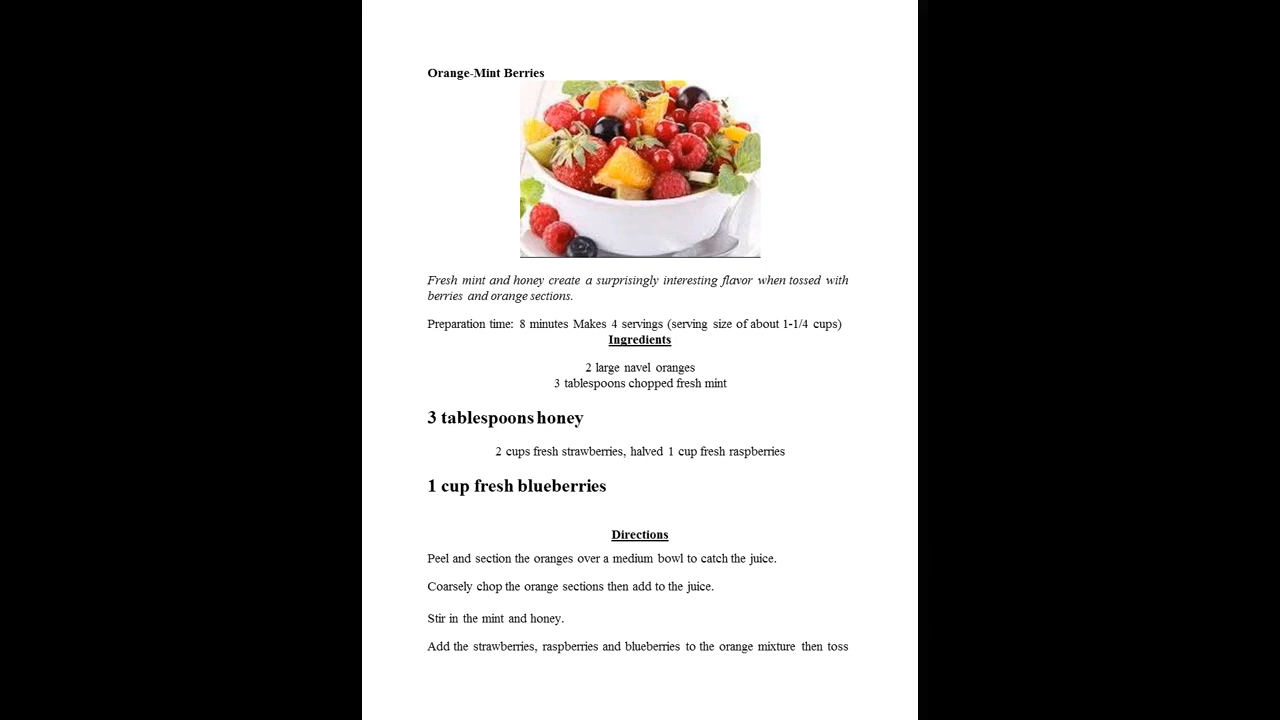 Orange-Mint Berries
Fresh mint and honey create a surprisingly interesting flavor when tossed with
berries and orange sections.
Preparation time: 8 minutes Makes 4 servings (serving size of about 1-1/4 cups)
Ingredients
2 large navel oranges
3 tablespoons chopped fresh mint
3 tablespoons honey
2 cups fresh strawberries, halved 1 cup fresh raspberries
1 cup fresh blueberries
Directions
Peel and section the oranges over a medium bowl to catch the juice.
Coarsely chop the orange sections then add to the juice.
Stir in the mint and honey.
Add the strawberries, raspberries and blueberries to the orange mixture then toss